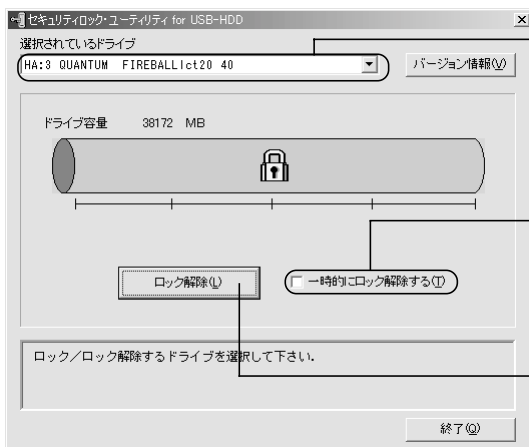 セキュリティロック・ユーティリティ for USB-HDD
選択されているドライブ
HA:3 QUANTUM FIREBALLlct20 40
バージョン情報(V)
ドライブ容量 38172 MB
ロック解除(L)
一時的にロック解除する(T)
ロック／ロック解除するドライブを選択して下さい.
終了(Q)